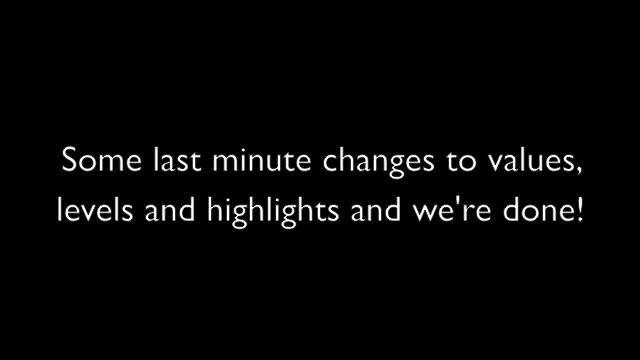 Some last minute changes to values,
levels and highlights and we're done!